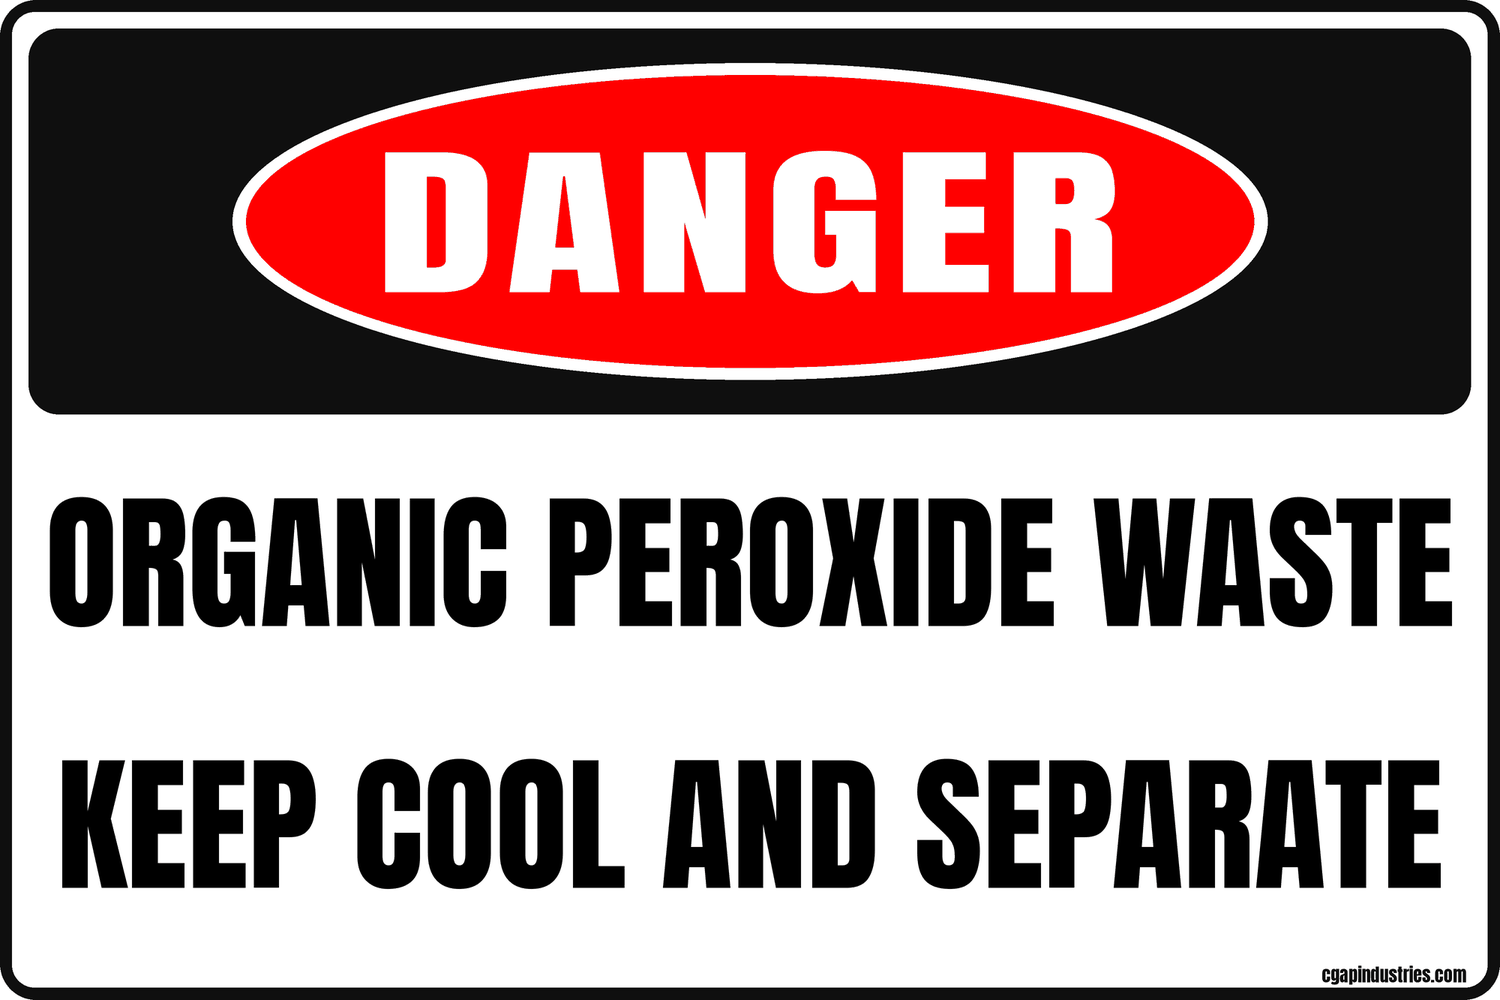 DANGER
ORGANIC PEROXIDE WASTE
KEEP COOL AND SEPARATE
cgapindustries.com